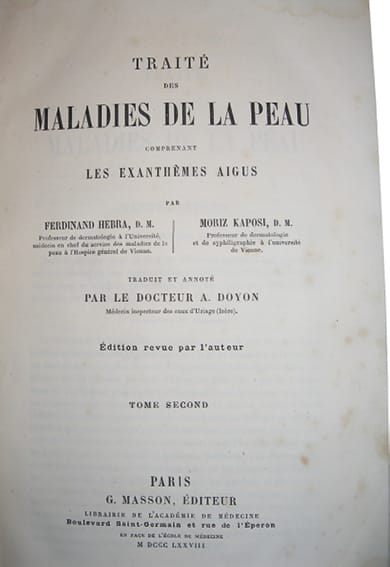 TRAITÉ
DES
MALADIES DE LA PEAU
COMPRENANT
LES EXANTHÈMES AIGUS
PAR
FERDINAND HEBRA, D. M.
Professeur de dermatologie à l'Université,
médecin en chef du service des maladies de la
peau à l'Hospice général de Vienne.
MORIZ KAPOSI, D. M.
Professeur de dermatologie
et de syphiligraphie à l'université
de Vienne.
TRADUIT ET ANNOTÉ
PAR LE DOCTEUR A. DOYON
Médecin inspecteur des eaux d'Uriage (Isère).
Édition revue par l'auteur
TOME SECOND
PARIS
G. MASSON, ÉDITEUR
LIBRAIRIE DE L'ACADÉMIE DE MÉDECINE
Boulevard Saint-Germain et rue de l'Éperon
EN FACE DE L'ÉCOLE DE MÉDECINE
M DCCC LXXVIII